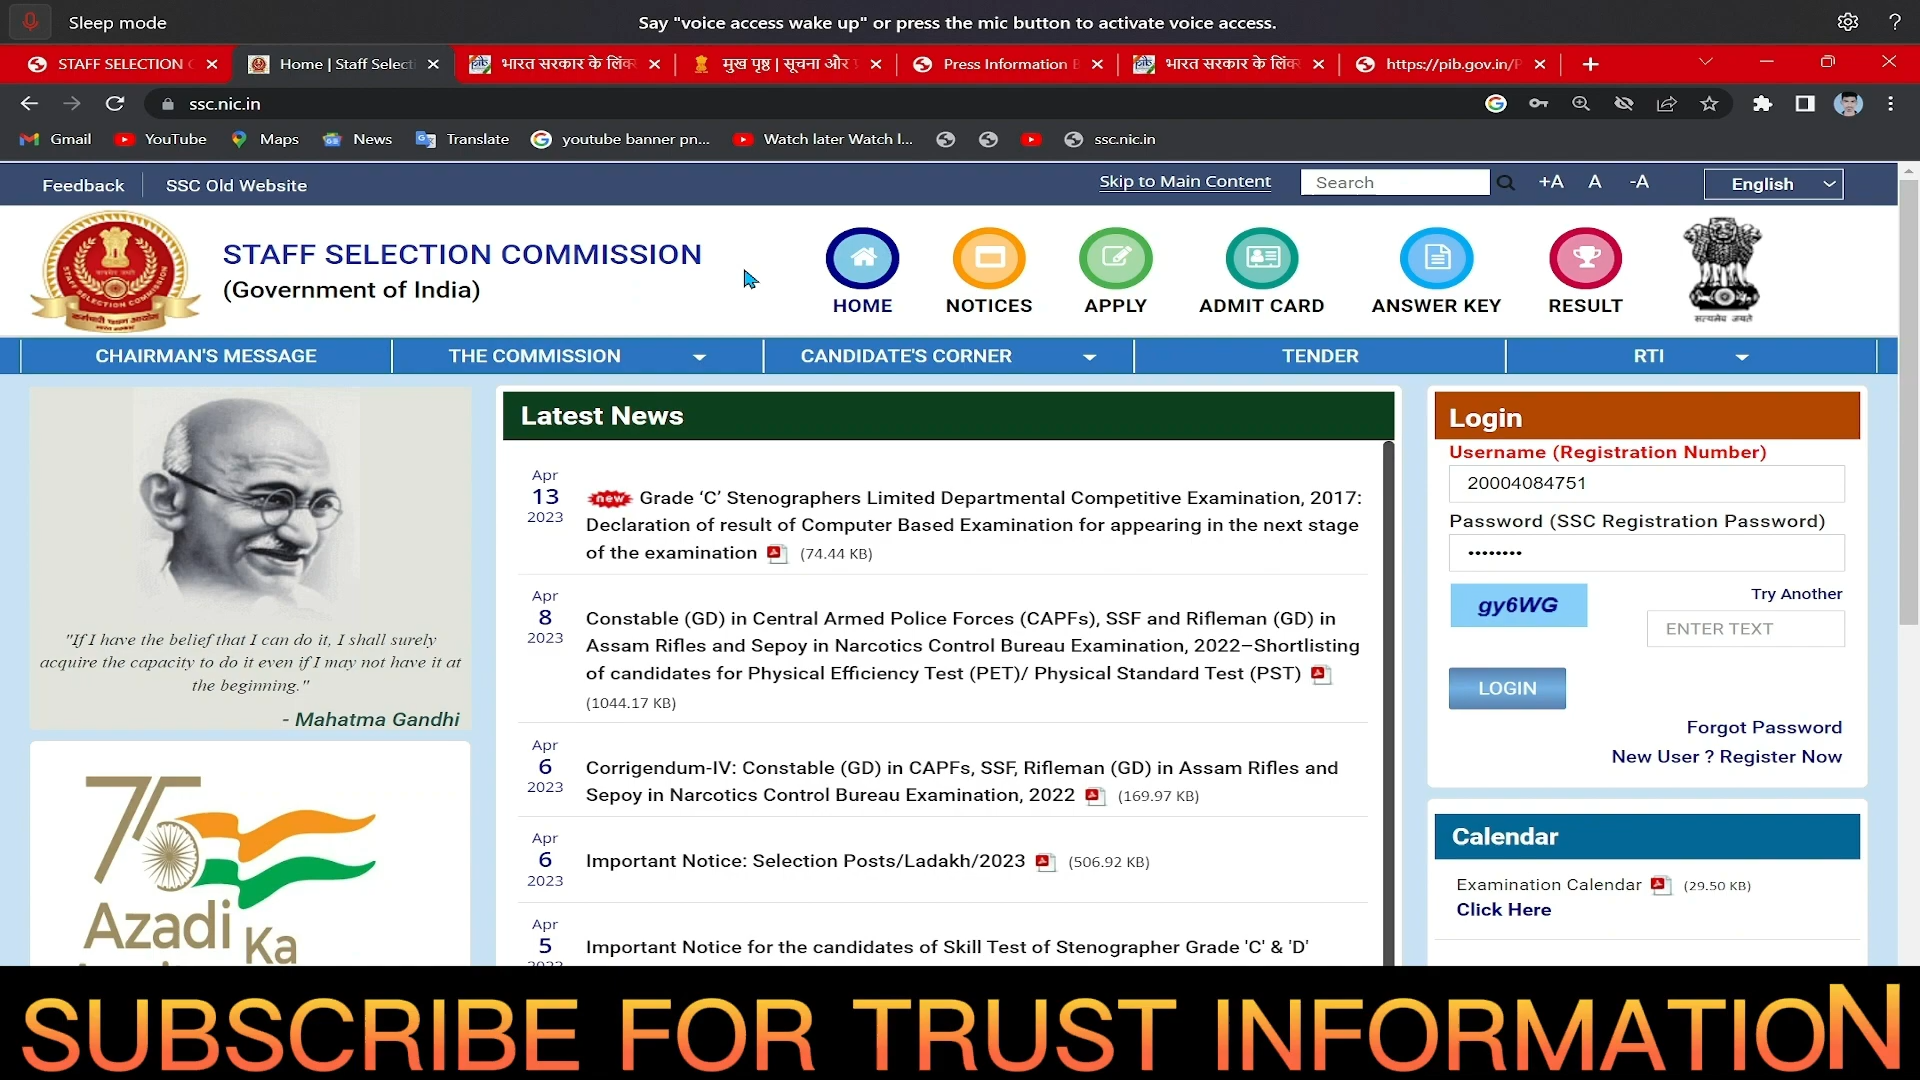 Sleep mode
Say "voice access wake up" or press the mic button to activate voice access.
STAFF SELECTION
Home | Staff Selecti
भारत सरकार के लिंक
मुख पृष्ठ | सूचना और
Press Information
भारत सरकार के लिंक
https://pib.gov.in/P
ssc.nic.in
Gmail
YouTube
Maps
News
Translate
youtube banner pn...
Watch later Watch l...
ssc.nic.in
Feedback
SSC Old Website
Skip to Main Content
Search
+A A -A
English
STAFF SELECTION COMMISSION
(Government of India)
HOME
NOTICES
APPLY
ADMIT CARD
ANSWER KEY
RESULT
सत्यमेव जयते
CHAIRMAN'S MESSAGE
THE COMMISSION
CANDIDATE'S CORNER
TENDER
RTI
"If I have the belief that I can do it, I shall surely
acquire the capacity to do it even if I may not have it at
the beginning."
- Mahatma Gandhi
75
Azadi Ka
Latest News
Apr
13
2023
new Grade ‘C’ Stenographers Limited Departmental Competitive Examination, 2017:
Declaration of result of Computer Based Examination for appearing in the next stage
of the examination (74.44 KB)
Apr
8
2023
Constable (GD) in Central Armed Police Forces (CAPFs), SSF and Rifleman (GD) in
Assam Rifles and Sepoy in Narcotics Control Bureau Examination, 2022–Shortlisting
of candidates for Physical Efficiency Test (PET)/ Physical Standard Test (PST)
(1044.17 KB)
Apr
6
2023
Corrigendum-IV: Constable (GD) in CAPFs, SSF, Rifleman (GD) in Assam Rifles and
Sepoy in Narcotics Control Bureau Examination, 2022 (169.97 KB)
Apr
6
2023
Important Notice: Selection Posts/Ladakh/2023 (506.92 KB)
Apr
5
Important Notice for the candidates of Skill Test of Stenographer Grade 'C' & 'D'
Login
Username (Registration Number)
20004084751
Password (SSC Registration Password)
••••••••
gy6WG
Try Another
ENTER TEXT
LOGIN
Forgot Password
New User ? Register Now
Calendar
Examination Calendar (29.50 KB)
Click Here
SUBSCRIBE FOR TRUST INFORMATION